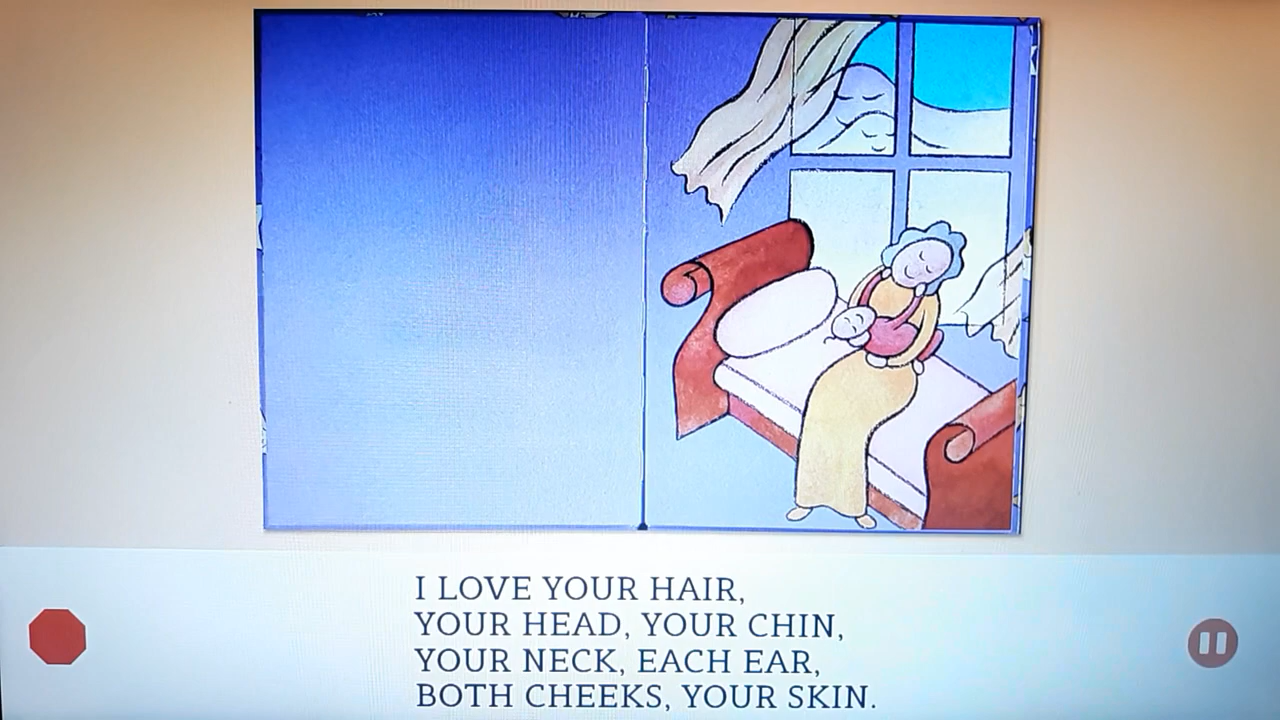 I LOVE YOUR HAIR,
YOUR HEAD, YOUR CHIN,
YOUR NECK, EACH EAR,
BOTH CHEEKS, YOUR SKIN.